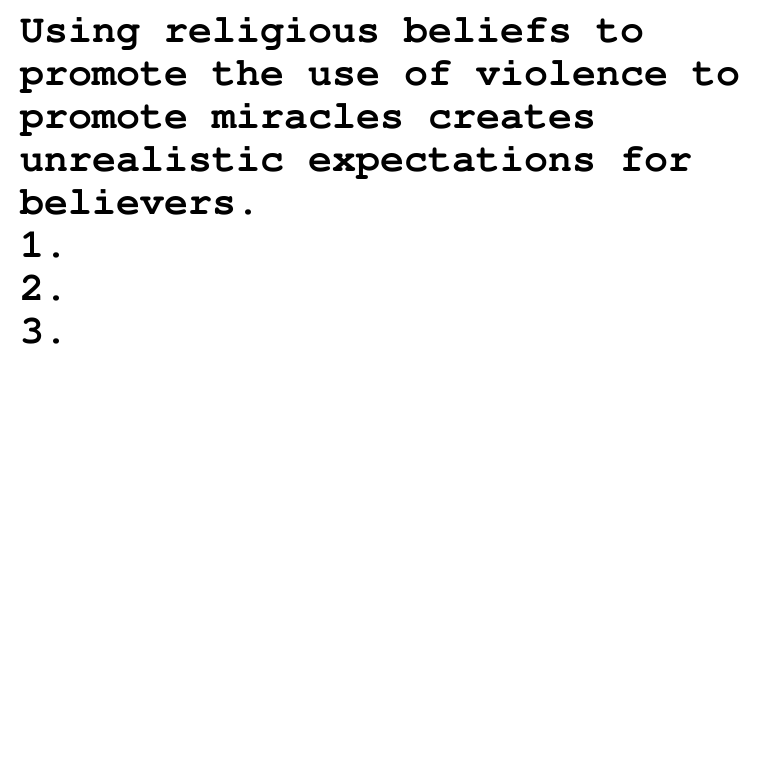 Using religious beliefs to
promote the use of violence to
promote miracles creates
unrealistic expectations for
believers.
1.
2.
3.